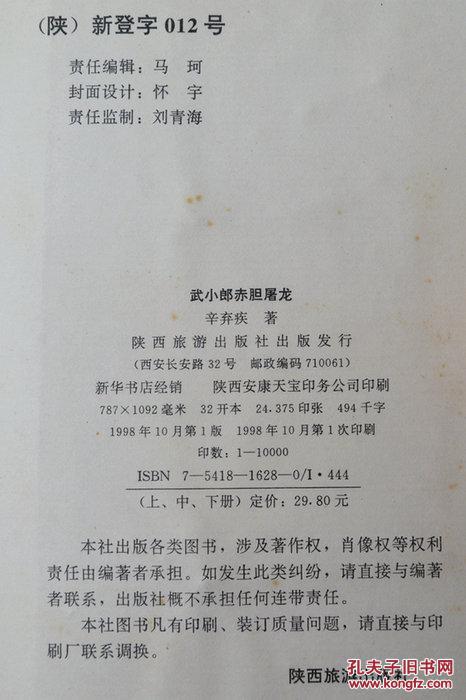 （陕）新登字 012 号
责任编辑：马 珂
封面设计：怀 宇
责任监制：刘青海
武小郎赤胆屠龙
辛弃疾 著
陕西旅游出版社出版发行
（西安长安路 32 号 邮政编码 710061）
新华书店经销 陕西安康天宝印务公司印刷
787×1092 毫米 32 开本 24.375 印张 494 千字
1998 年 10 月第 1 版 1998 年 10 月第 1 次印刷
印数：1—10000
ISBN 7—5418—1628—0/I·444
（上、中、下册）定价：29.80 元
本社出版各类图书，涉及著作权，肖像权等权利
责任由编著者承担。如发生此类纠纷，请直接与编著
者联系，出版社概不承担任何连带责任。
本社图书凡有印刷、装订质量问题，请直接与印
刷厂联系调换。
陕西旅游出版社
孔夫子旧书网
www.kongfz.com